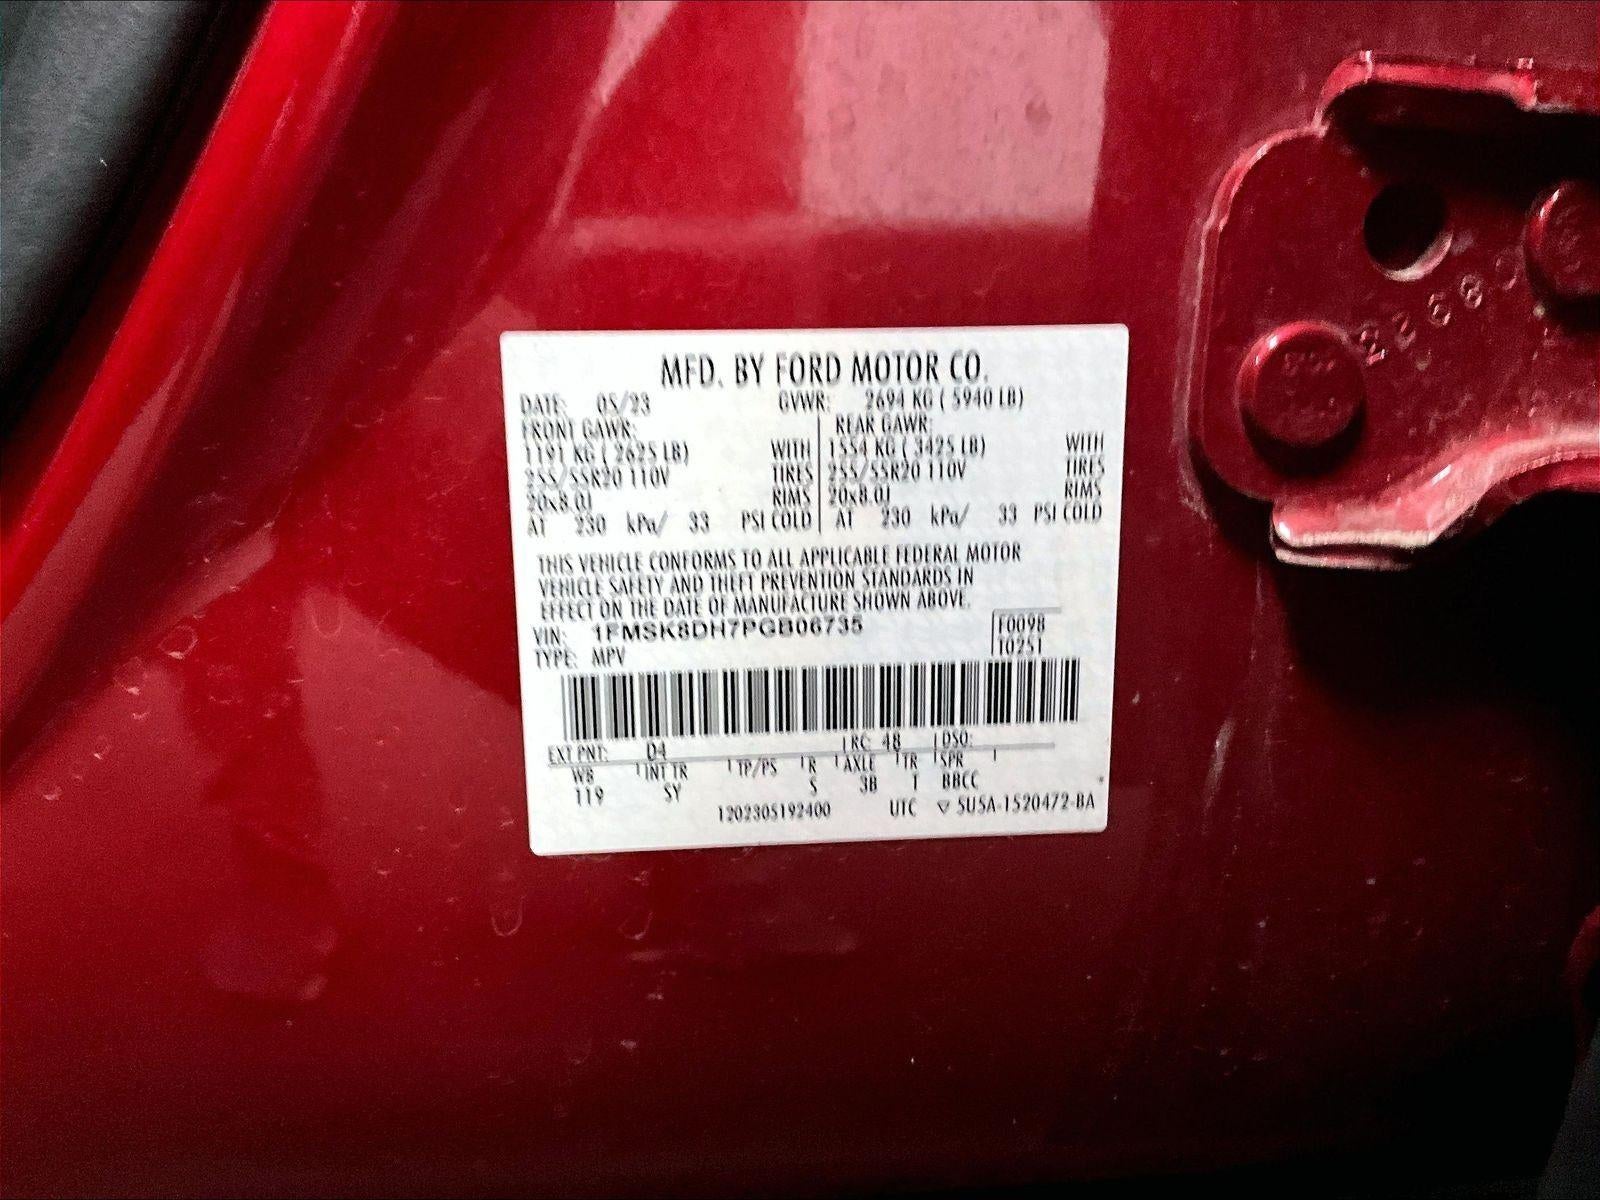 MFD. BY FORD MOTOR CO.
DATE: 05/23 GVWR: 2694 KG ( 5940 LB)
FRONT GAWR: REAR GAWR:
1191 KG ( 2625 LB) WITH 1554 KG ( 3425 LB) WITH
255/55R20 110V TIRES 255/55R20 110V TIRES
20x8.0J RIMS 20x8.0J RIMS
AT 230 kPa/ 33 PSI COLD AT 230 kPa/ 33 PSI COLD
THIS VEHICLE CONFORMS TO ALL APPLICABLE FEDERAL MOTOR
VEHICLE SAFETY AND THEFT PREVENTION STANDARDS IN
EFFECT ON THE DATE OF MANUFACTURE SHOWN ABOVE.
VIN: 1FMSK8DH7PGB06735 F0098
TYPE: MPV T0251
EXT PNT: D4 RC: 48 DSO:
WB INT TR TP/PS R AXLE TR SPR
119 SY S 3B T BBCC
1202305192400 UTC ▽ 5U5A-1520472-BA